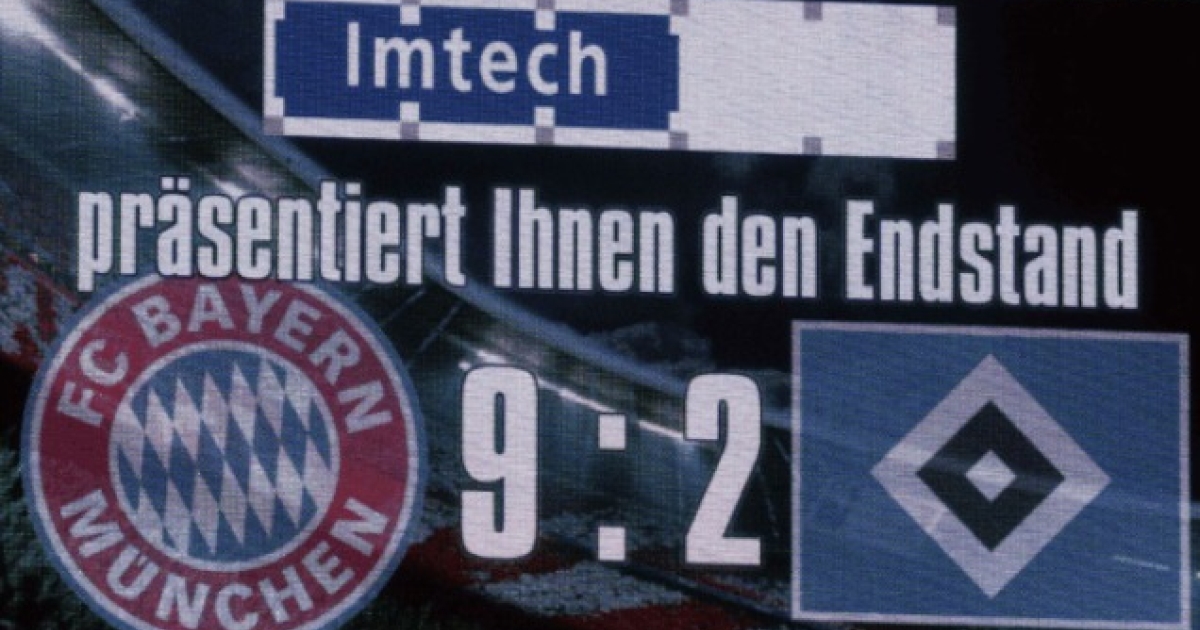 Imtech
präsentiert Ihnen den Endstand
FC BAYERN
MÜNCHEN
9 : 2